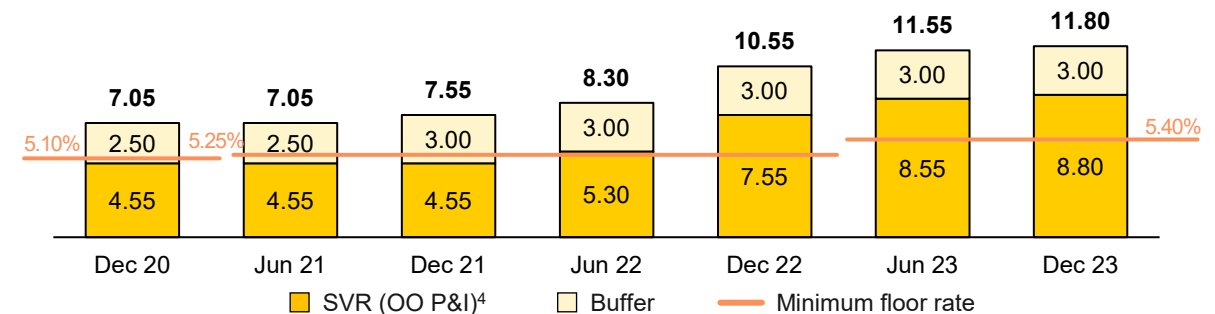 11.55 11.80
10.55
8.30
7.05 7.05 7.55
3.00 3.00
3.00
3.00
5.10% 2.50 5.25% 2.50 3.00 5.40%
4.55 4.55 4.55 5.30 7.55 8.55 8.80
Dec 20 Jun 21 Dec 21 Jun 22 Dec 22 Jun 23 Dec 23
SVR (OO P&I)⁴ Buffer Minimum floor rate